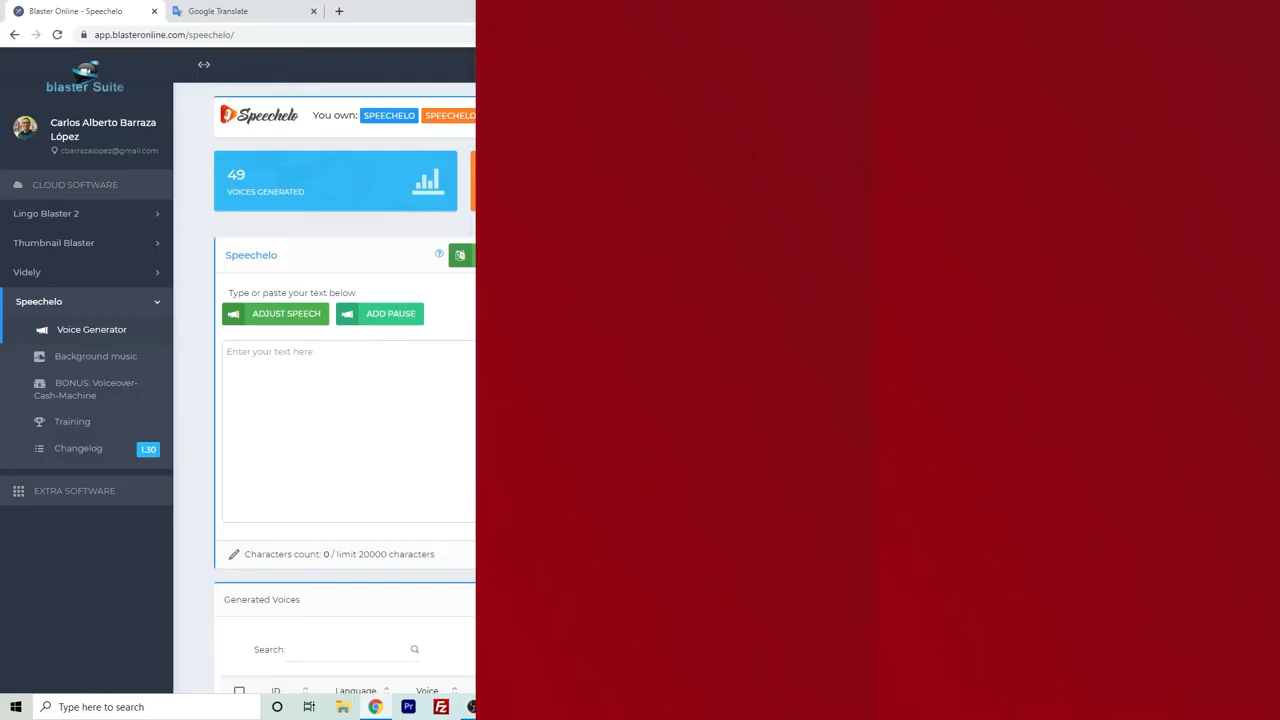 Blaster Online - Speechelo
Google Translate
app.blasteronline.com/speechelo/
blaster Suite
Carlos Alberto Barraza
López
cbarrazalopez@gmail.com
CLOUD SOFTWARE
Lingo Blaster 2
Thumbnail Blaster
Videly
Speechelo
Voice Generator
Background music
BONUS: Voiceover-
Cash-Machine
Training
Changelog
1.30
EXTRA SOFTWARE
Speechelo
You own:
SPEECHELO
SPEECHELO
49
VOICES GENERATED
Speechelo
Type or paste your text below.
ADJUST SPEECH
ADD PAUSE
Enter your text here
Characters count: 0 / limit 20000 characters
Generated Voices
Search:
ID
Language
Voice
Type here to search
Pr
FZ